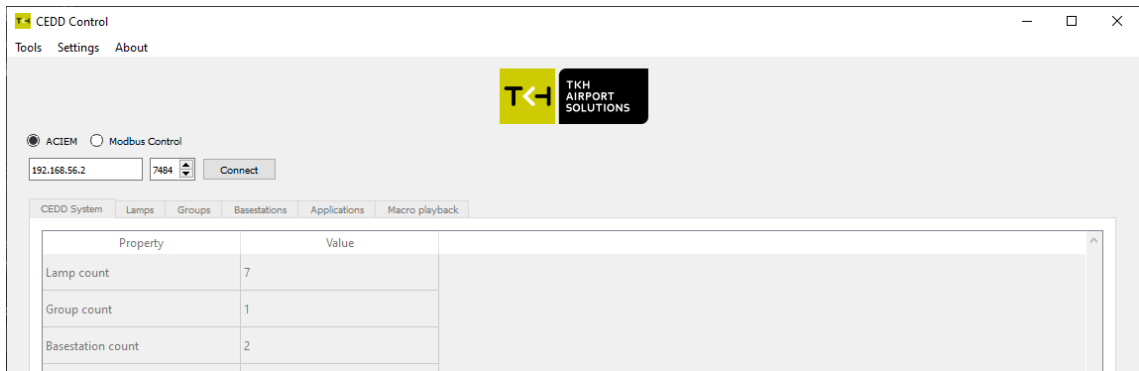 CEDD Control
Tools Settings About
TKH
TKH
AIRPORT
SOLUTIONS
ACIEM Modbus Control
192.168.56.2 7484 Connect
CEDD System Lamps Groups Basestations Applications Macro playback
Property Value
Lamp count 7
Group count 1
Basestation count 2